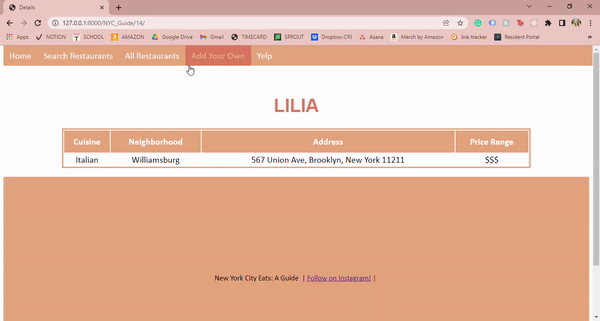 Details
127.0.0.1:8000/NYC_Guide/14/
Apps NOTION SCHOOL AMAZON Google Drive Gmail TIMECARD SPROUT Dropbox-CRI Asana Merch by Amazon link tracker Resident Portal
Home Search Restaurants All Restaurants Add Your Own Yelp
LILIA
Cuisine Neighborhood Address Price Range
Italian Williamsburg 567 Union Ave, Brooklyn, New York 11211 $$$
New York City Eats: A Guide | Follow on Instagram! |